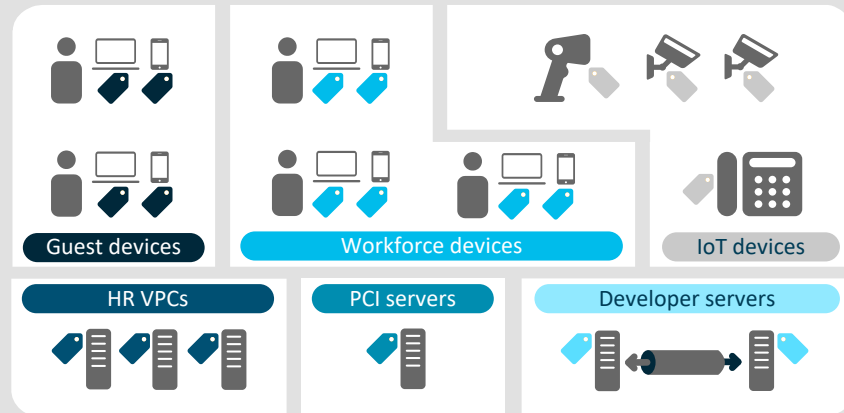 Guest devices
Workforce devices
IoT devices
HR VPCs
PCI servers
Developer servers